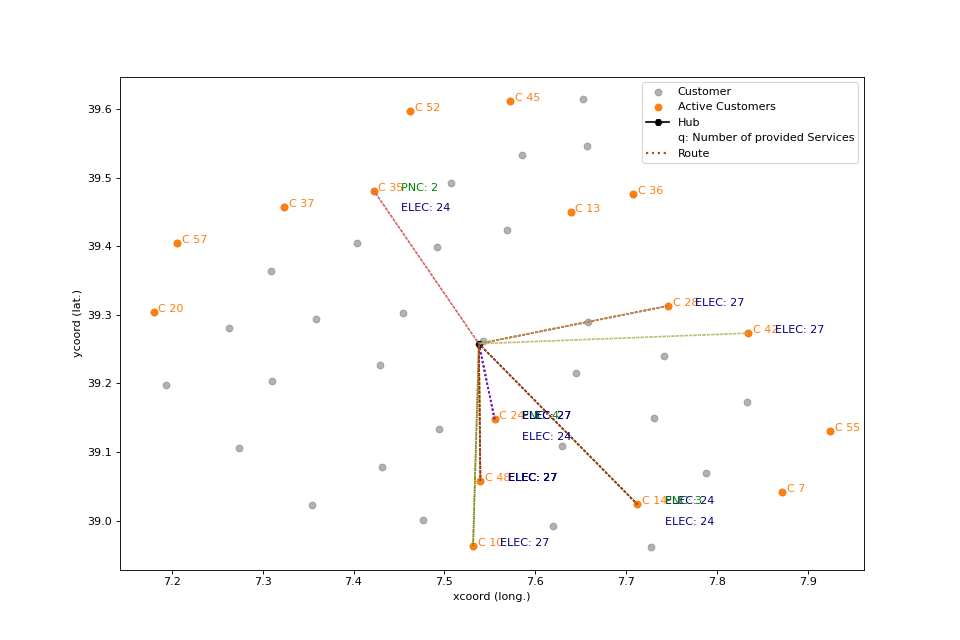 Customer
Active Customers
Hub
q: Number of provided Services
Route
C 52
C 45
C 35
PNC: 2
ELEC: 24
C 36
C 37
C 13
C 57
C 20
C 28
ELEC: 27
C 42
ELEC: 27
C 24
ELEC: 27
ELEC: 24
C 55
C 48
ELEC: 27
C 7
C 14
ELEC: 24
ELEC: 24
C 10
ELEC: 27
39.6
39.5
39.4
39.3
39.2
39.1
39.0
ycoord (lat.)
7.2 7.3 7.4 7.5 7.6 7.7 7.8 7.9
xcoord (long.)